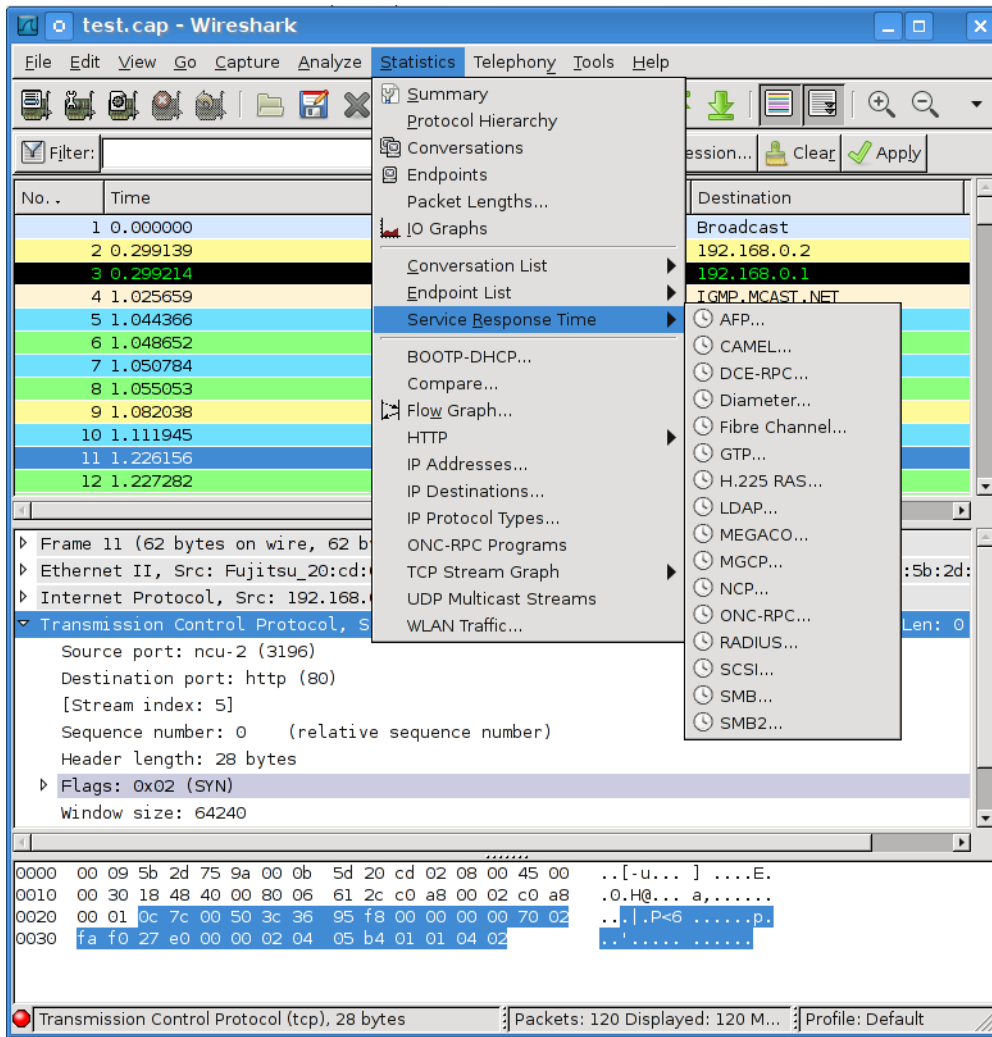 test.cap - Wireshark
File Edit View Go Capture Analyze Statistics Telephony Tools Help
Filter: ession... Clear Apply
Summary
Protocol Hierarchy
Conversations
Endpoints
Packet Lengths...
IO Graphs
Conversation List
Endpoint List
Service Response Time
BOOTP-DHCP...
Compare...
Flow Graph...
HTTP
IP Addresses...
IP Destinations...
IP Protocol Types...
ONC-RPC Programs
TCP Stream Graph
UDP Multicast Streams
WLAN Traffic...
AFP...
CAMEL...
DCE-RPC...
Diameter...
Fibre Channel...
GTP...
H.225 RAS...
LDAP...
MEGACO...
MGCP...
NCP...
ONC-RPC...
RADIUS...
SCSI...
SMB...
SMB2...
No. . Time Destination
1 0.000000 Broadcast
2 0.299139 192.168.0.2
3 0.299214 192.168.0.1
4 1.025659 IGMP.MCAST.NET
5 1.044366
6 1.048652
7 1.050784
8 1.055053
9 1.082038
10 1.111945
11 1.226156
12 1.227282
Frame 11 (62 bytes on wire, 62 b
Ethernet II, Src: Fujitsu_20:cd: :5b:2d:
Internet Protocol, Src: 192.168.
Transmission Control Protocol, S Len: 0
Source port: ncu-2 (3196)
Destination port: http (80)
[Stream index: 5]
Sequence number: 0 (relative sequence number)
Header length: 28 bytes
Flags: 0x02 (SYN)
Window size: 64240
0000 00 09 5b 2d 75 9a 00 0b 5d 20 cd 02 08 00 45 00 ..[-u... ] ....E.
0010 00 30 18 48 40 00 80 06 61 2c c0 a8 00 02 c0 a8 .0.H@... a,......
0020 00 01 0c 7c 00 50 3c 36 95 f8 00 00 00 00 70 02 ...|.P<6 ......p.
0030 fa f0 27 e0 00 00 02 04 05 b4 01 01 04 02 ..'..... ......
Transmission Control Protocol (tcp), 28 bytes Packets: 120 Displayed: 120 M... Profile: Default